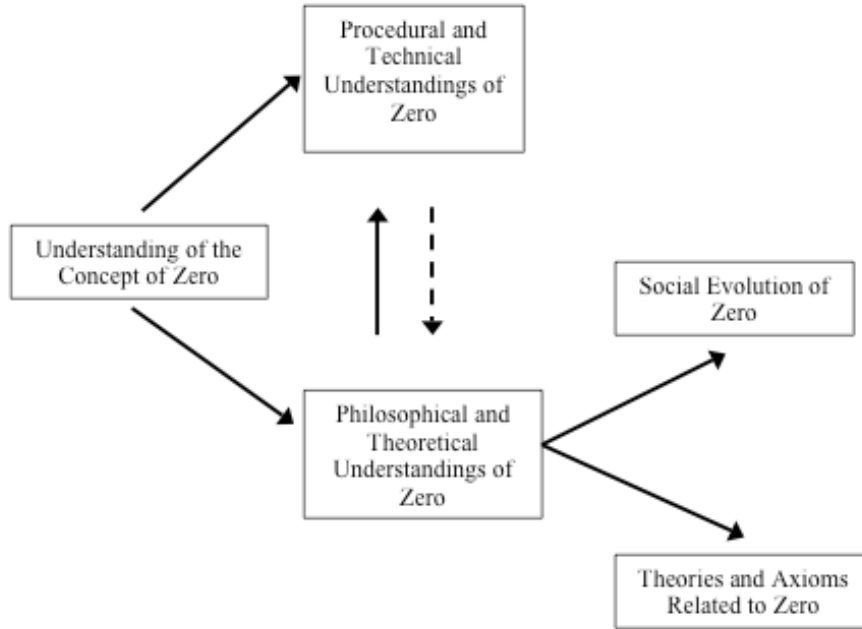 Procedural and
Technical
Understandings of
Zero
Understanding of the
Concept of Zero
Social Evolution of
Zero
Philosophical and
Theoretical
Understandings of
Zero
Theories and Axioms
Related to Zero